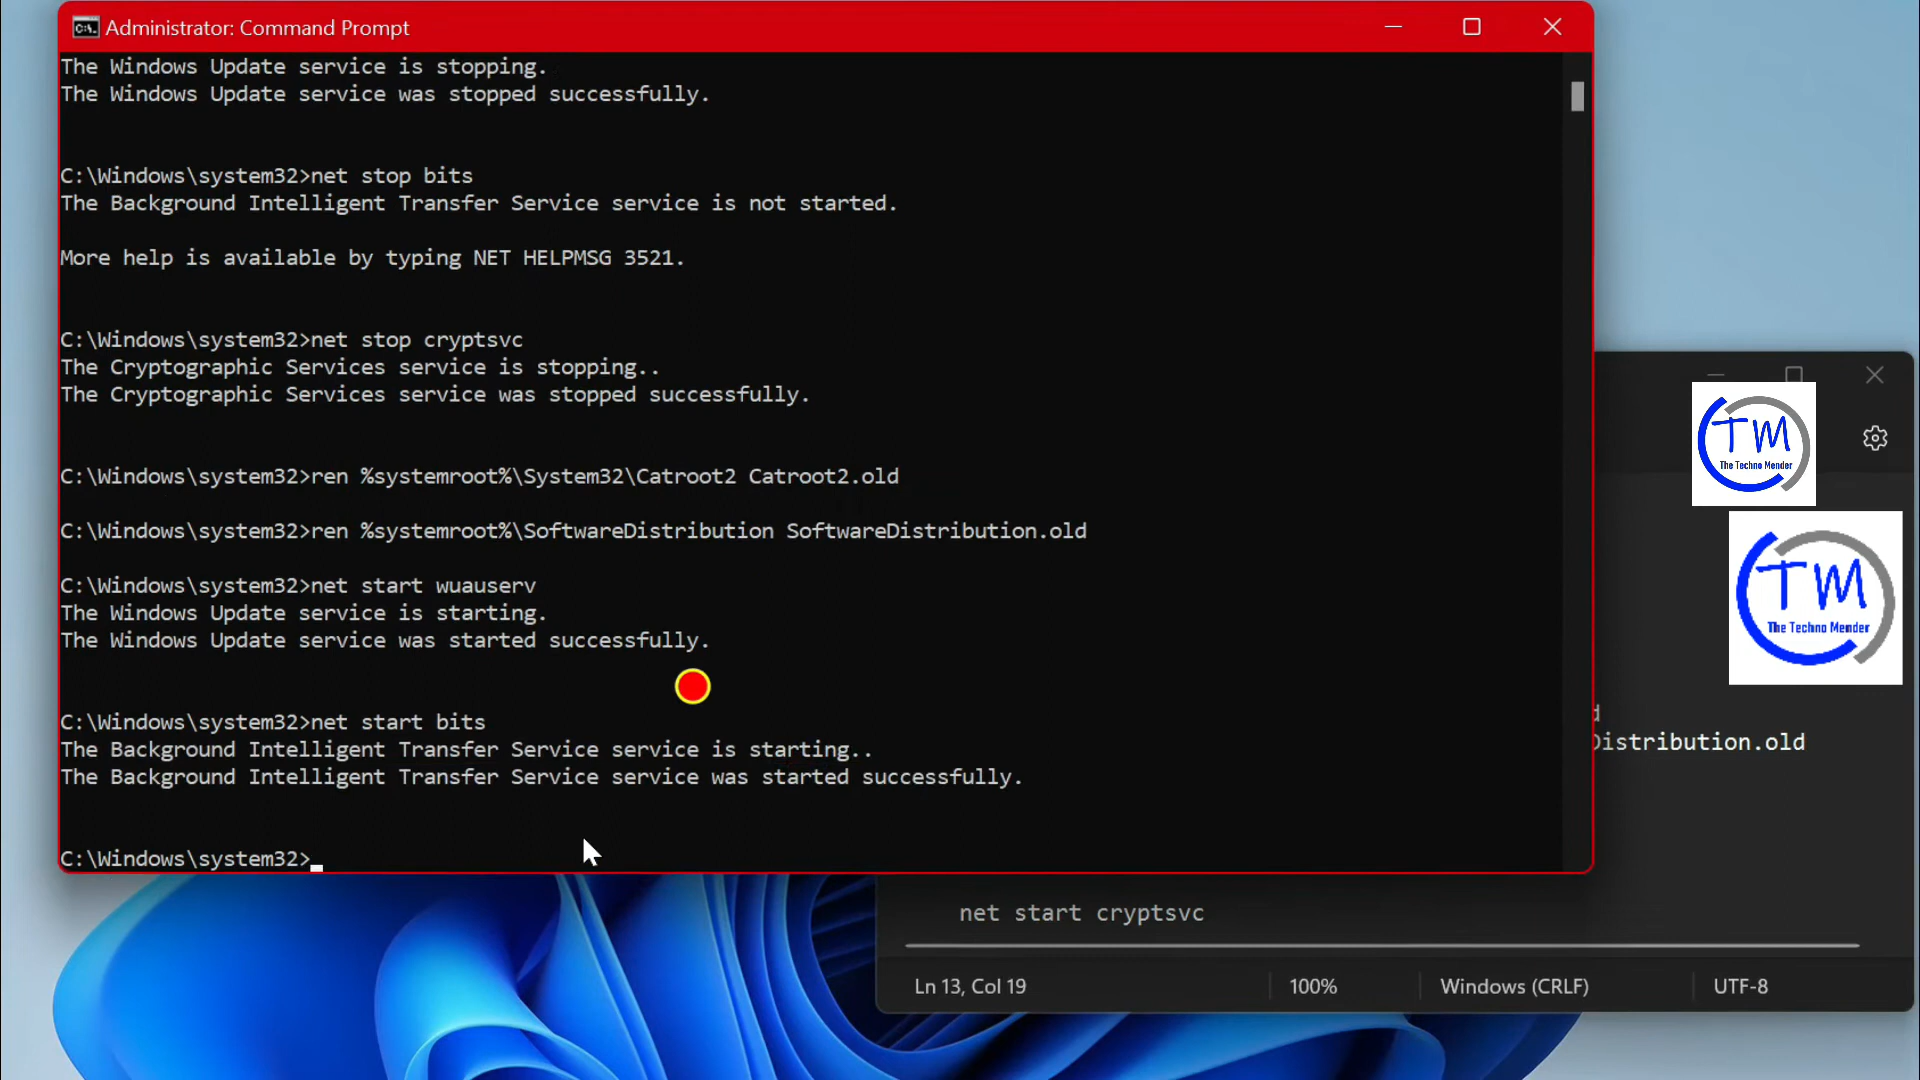 Administrator: Command Prompt
The Windows Update service is stopping.
The Windows Update service was stopped successfully.
C:\Windows\system32>net stop bits
The Background Intelligent Transfer Service service is not started.
More help is available by typing NET HELPMSG 3521.
C:\Windows\system32>net stop cryptsvc
The Cryptographic Services service is stopping..
The Cryptographic Services service was stopped successfully.
C:\Windows\system32>ren %systemroot%\System32\Catroot2 Catroot2.old
C:\Windows\system32>ren %systemroot%\SoftwareDistribution SoftwareDistribution.old
C:\Windows\system32>net start wuauserv
The Windows Update service is starting.
The Windows Update service was started successfully.
C:\Windows\system32>net start bits
The Background Intelligent Transfer Service service is starting..
The Background Intelligent Transfer Service service was started successfully.
C:\Windows\system32>
TM
The Techno Mender
TM
The Techno Mender
d
Distribution.old
net start cryptsvc
Ln 13, Col 19
100%
Windows (CRLF)
UTF-8